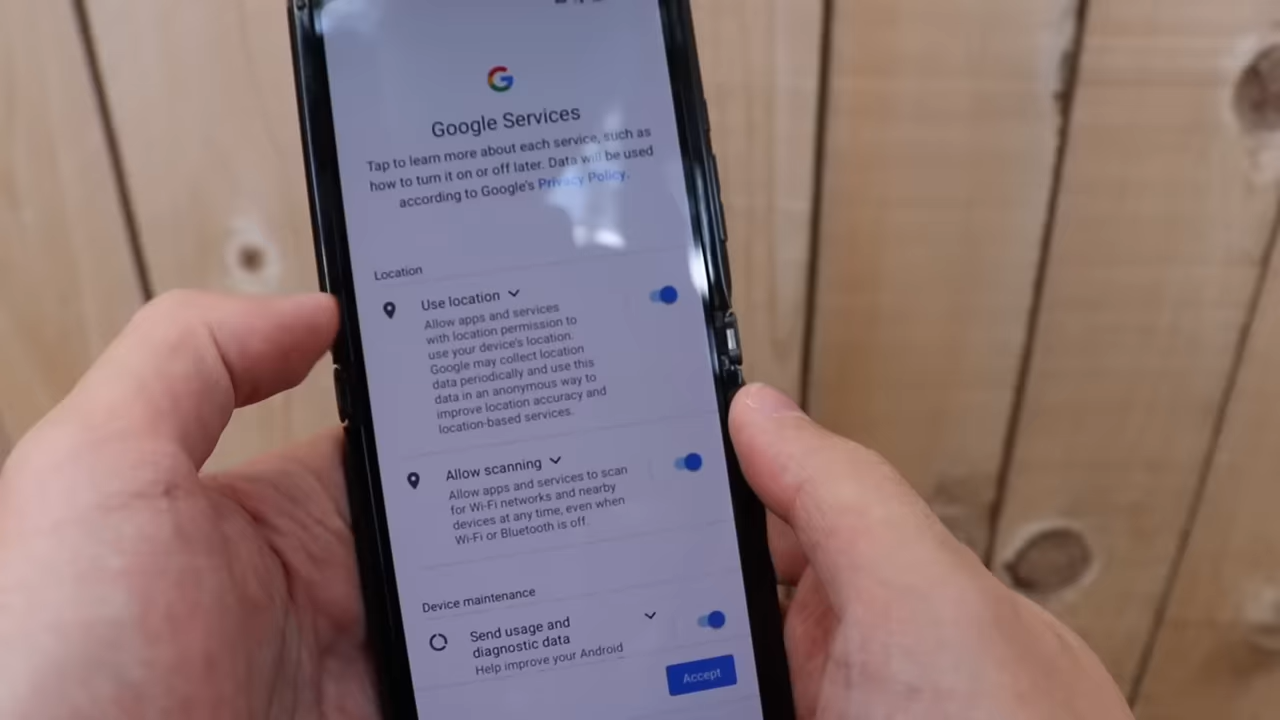 Google Services
Tap to learn more about each service, such as
how to turn it on or off later. Data will be used
according to Google's Privacy Policy.
Location
Use location
Allow apps and services
with location permission to
use your device's location.
Google may collect location
data periodically and use this
data in an anonymous way to
improve location accuracy and
location-based services.
Allow scanning
Allow apps and services to scan
for Wi-Fi networks and nearby
devices at any time, even when
Wi-Fi or Bluetooth is off.
Device maintenance
Send usage and
diagnostic data
Help improve your Android
Accept